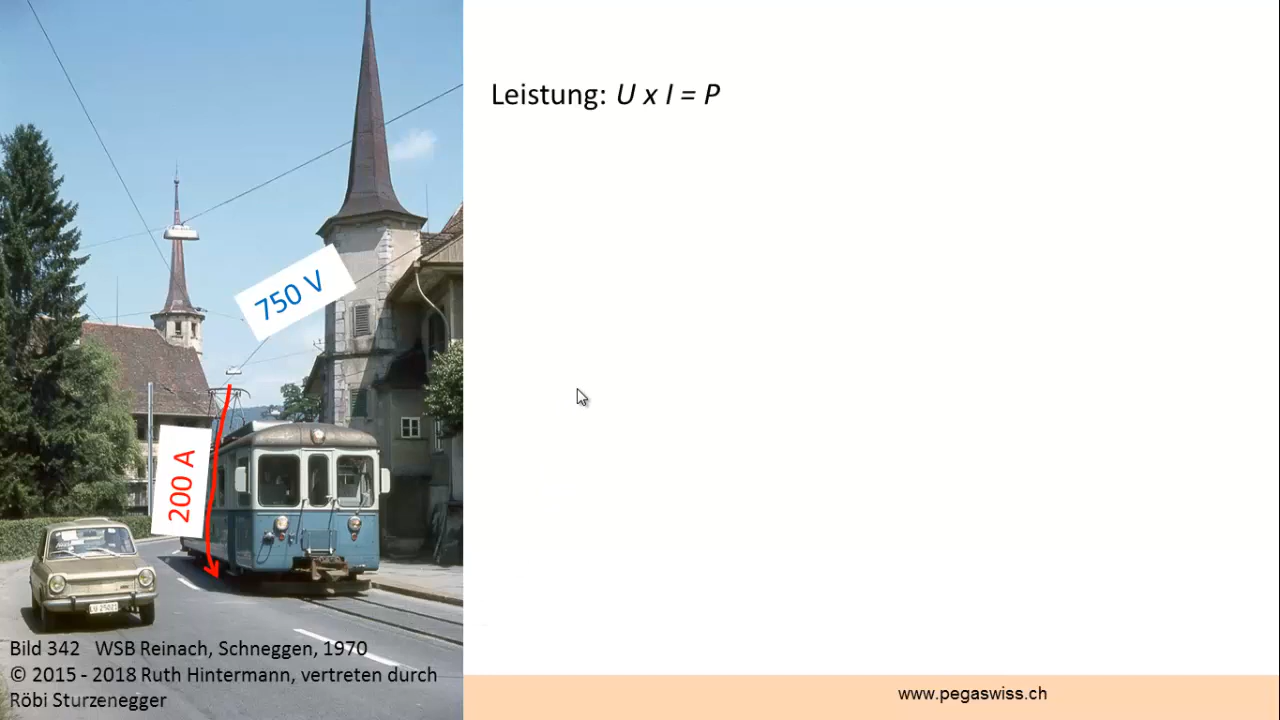 Leistung: U x I = P
750 V
200 A
Bild 342 WSB Reinach, Schneggen, 1970
© 2015 - 2018 Ruth Hintermann, vertreten durch
Röbi Sturzenegger
www.pegaswiss.ch